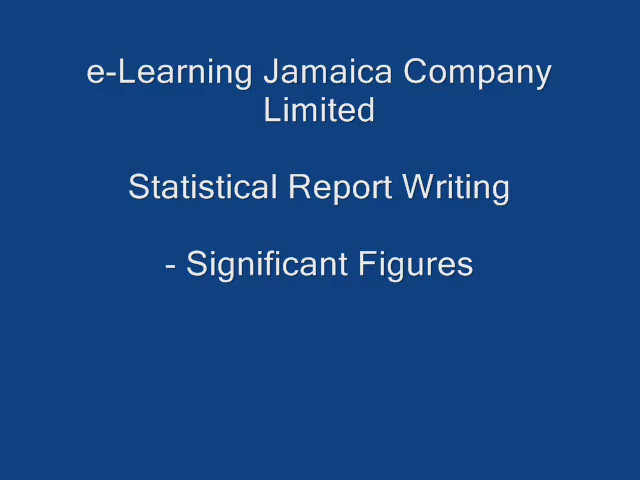 e-Learning Jamaica Company
Limited
Statistical Report Writing
- Significant Figures